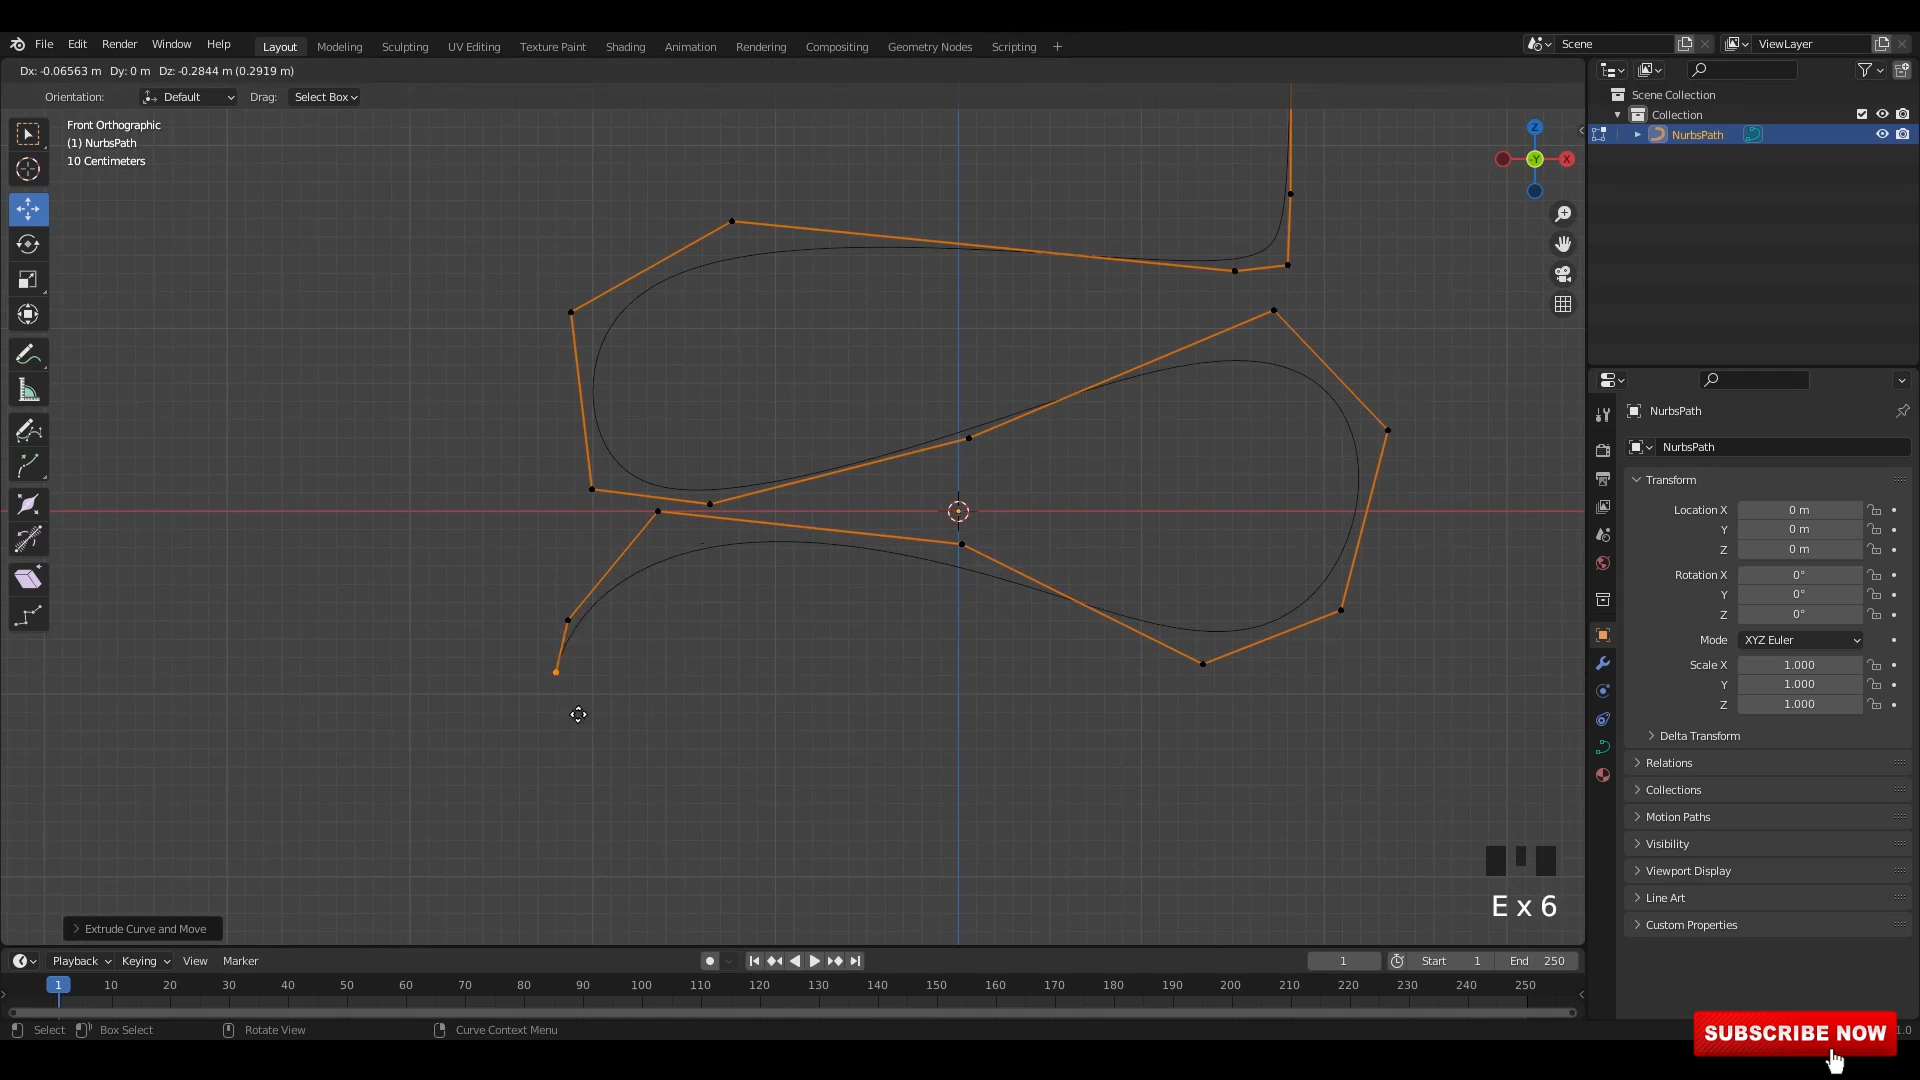 File Edit Render Window Help Layout Modeling Sculpting UV Editing Texture Paint Shading Animation Rendering Compositing Geometry Nodes Scripting + Scene ViewLayer
Dx: -0.06563 m Dy: 0 m Dz: -0.2844 m (0.2919 m)
Orientation: Default Drag: Select Box
Front Orthographic
(1) NurbsPath
10 Centimeters
Z
Y
X
Scene Collection
Collection
NurbsPath
NurbsPath
NurbsPath
Transform
Location X 0 m
Y 0 m
Z 0 m
Rotation X 0°
Y 0°
Z 0°
Mode XYZ Euler
Scale X 1.000
Y 1.000
Z 1.000
Delta Transform
Relations
Collections
Motion Paths
Visibility
Viewport Display
Line Art
Custom Properties
E x 6
Extrude Curve and Move
Playback Keying View Marker 1 Start 1 End 250
1 10 20 30 40 50 60 70 80 90 100 110 120 130 140 150 160 170 180 190 200 210 220 230 240 250
Select Box Select Rotate View Curve Context Menu
SUBSCRIBE NOW